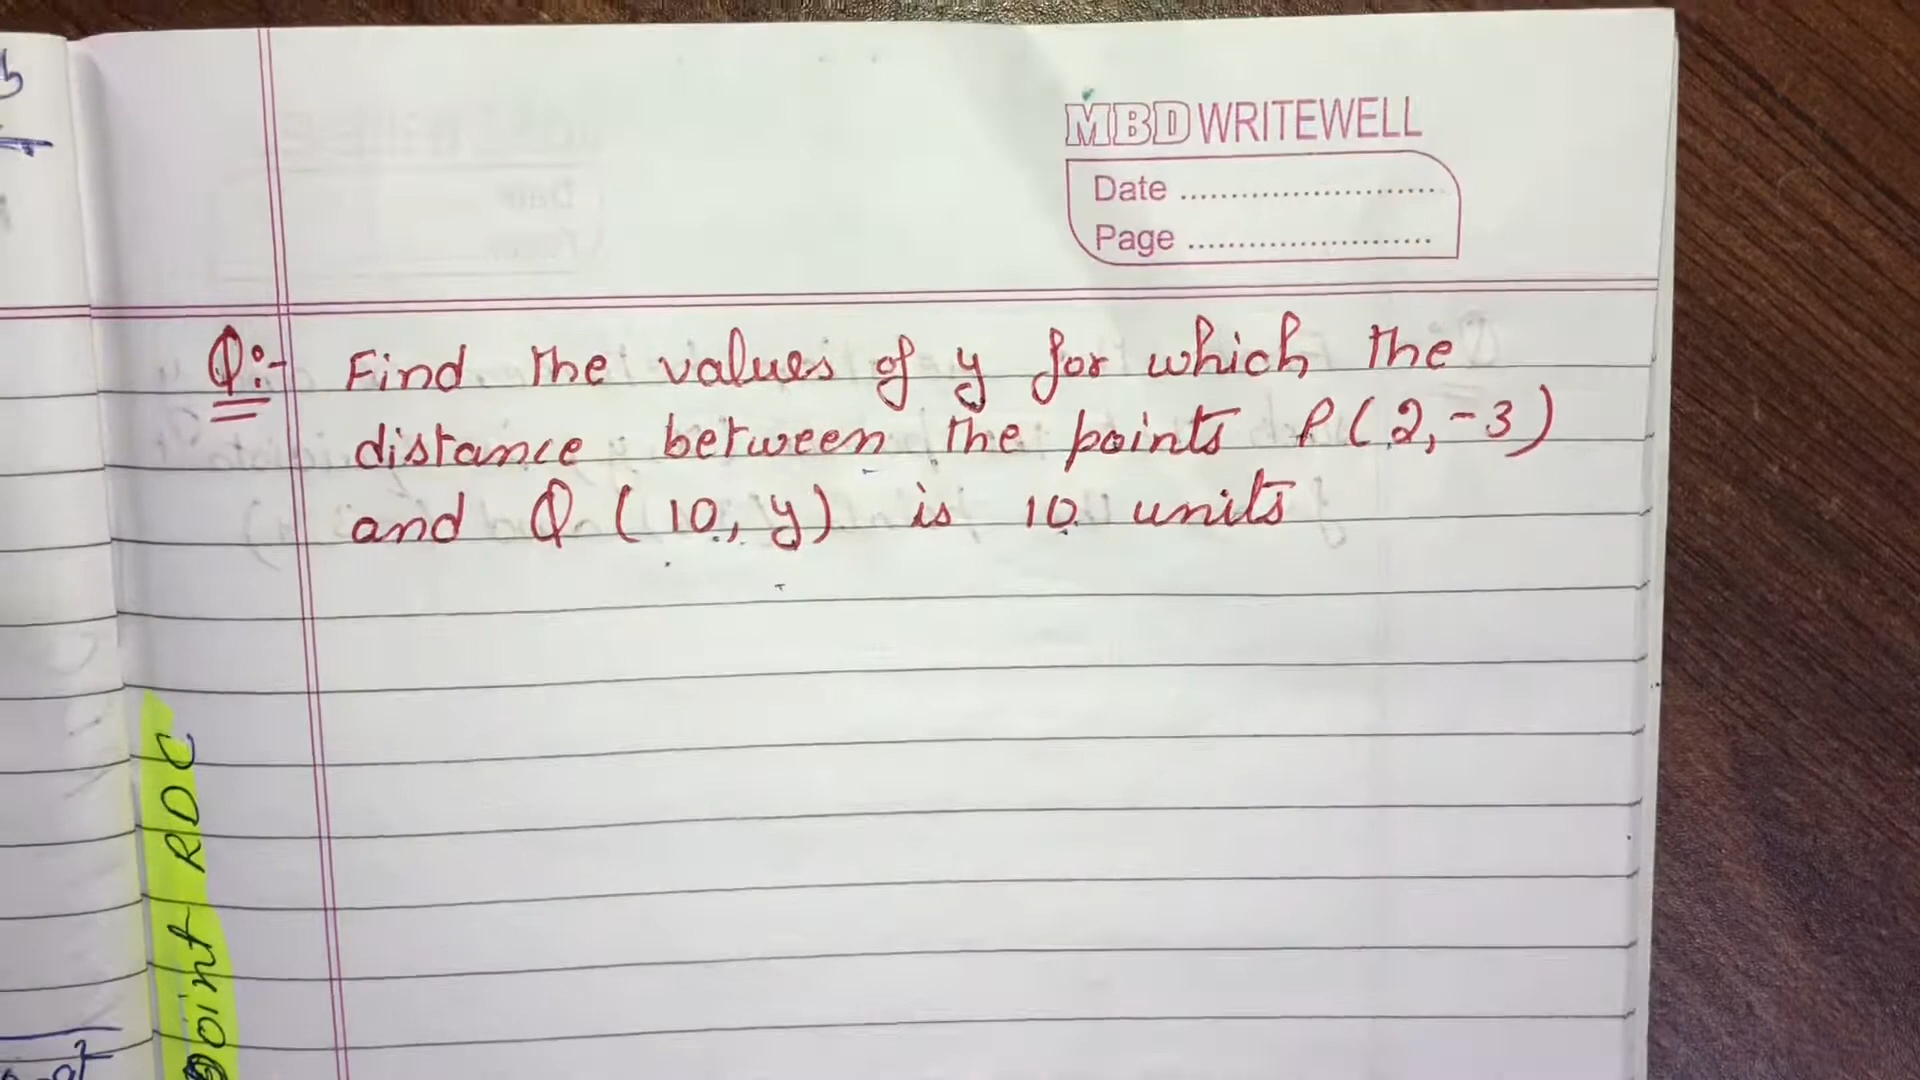 MBD WRITEWELL
Date ..........................
Page ........................
Q:- Find the values of y for which the
distance between the points P(2,-3)
and Q (10, y) is 10 units
oint RDC